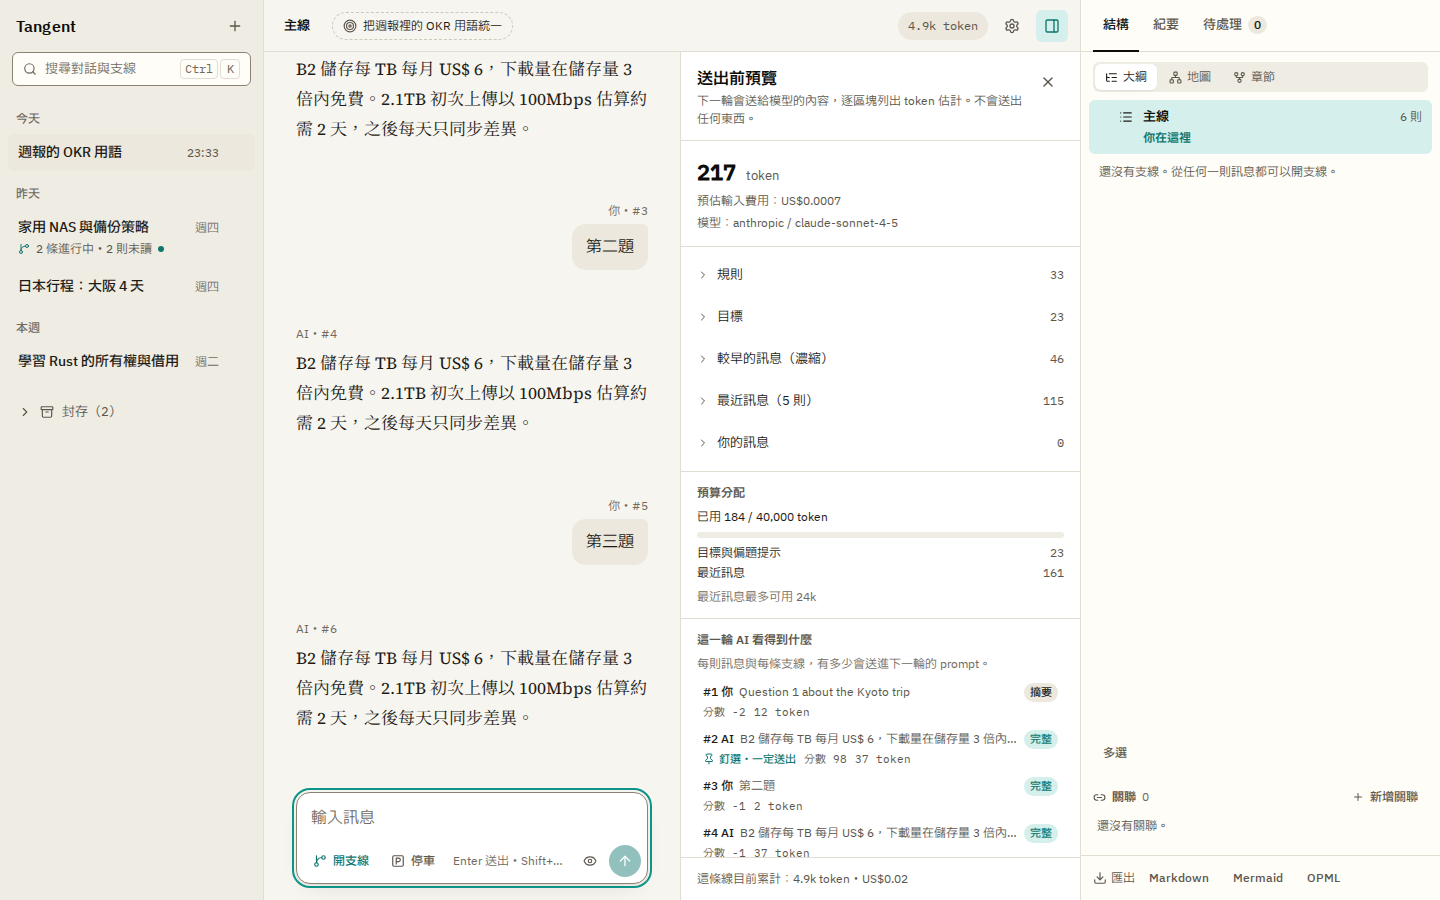 Tangent
搜尋對話與支線 Ctrl K
今天
週報的 OKR 用語 23:33
昨天
家用 NAS 與備份策略 週四
2 條進行中・2 則未讀
日本行程：大阪 4 天 週四
本週
學習 Rust 的所有權與借用 週二
封存（2）
主線 把週報裡的 OKR 用語統一 4.9k token
B2 儲存每 TB 每月 US$ 6，下載量在儲存量 3
倍內免費。2.1TB 初次上傳以 100Mbps 估算約
需 2 天，之後每天只同步差異。
你・#3
第二題
AI・#4
B2 儲存每 TB 每月 US$ 6，下載量在儲存量 3
倍內免費。2.1TB 初次上傳以 100Mbps 估算約
需 2 天，之後每天只同步差異。
你・#5
第三題
AI・#6
B2 儲存每 TB 每月 US$ 6，下載量在儲存量 3
倍內免費。2.1TB 初次上傳以 100Mbps 估算約
需 2 天，之後每天只同步差異。
輸入訊息
開支線 停車 Enter 送出・Shift+...
送出前預覽
下一輪會送給模型的內容，逐區塊列出 token 估計。不會送出
任何東西。
217 token
預估輸入費用：US$0.0007
模型：anthropic / claude-sonnet-4-5
規則 33
目標 23
較早的訊息（濃縮） 46
最近訊息（5 則） 115
你的訊息 0
預算分配
已用 184 / 40,000 token
目標與偏題提示 23
最近訊息 161
最近訊息最多可用 24k
這一輪 AI 看得到什麼
每則訊息與每條支線，有多少會送進下一輪的 prompt。
#1 你 Question 1 about the Kyoto trip 摘要
分數 -2 12 token
#2 AI B2 儲存每 TB 每月 US$ 6，下載量在儲存量 3 倍內... 完整
釘選・一定送出 分數 98 37 token
#3 你 第二題 完整
分數 -1 2 token
#4 AI B2 儲存每 TB 每月 US$ 6，下載量在儲存量 3 倍內... 完整
分數 -1 37 token
這條線目前累計：4.9k token・US$0.02
結構 紀要 待處理 0
大綱 地圖 章節
主線 6 則
你在這裡
還沒有支線。從任何一則訊息都可以開支線。
多選
關聯 0 新增關聯
還沒有關聯。
匯出 Markdown Mermaid OPML